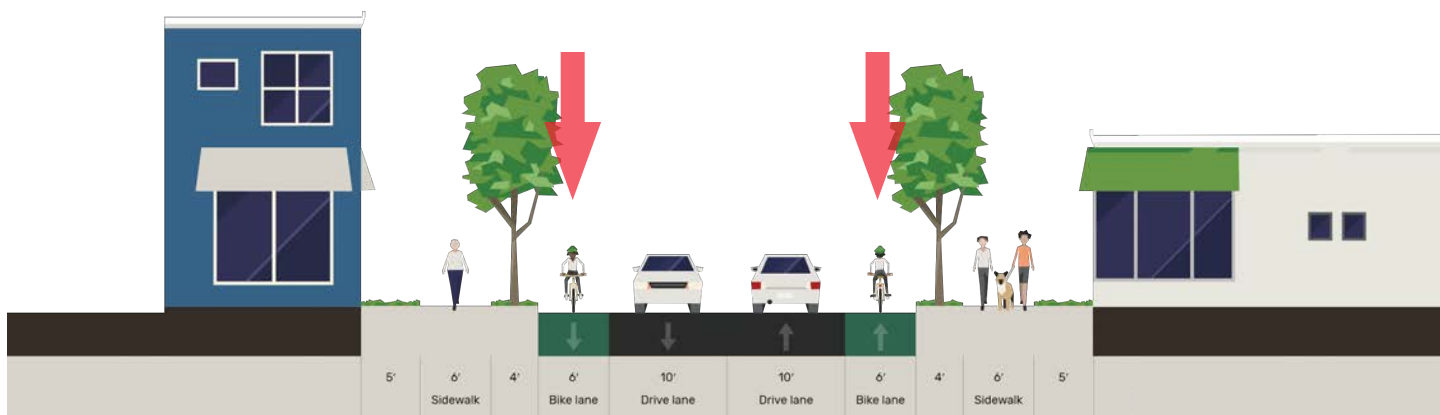 5′
6′
Sidewalk
4′
6′
Bike lane
10′
Drive lane
10′
Drive lane
6′
Bike lane
4′
6′
Sidewalk
5′